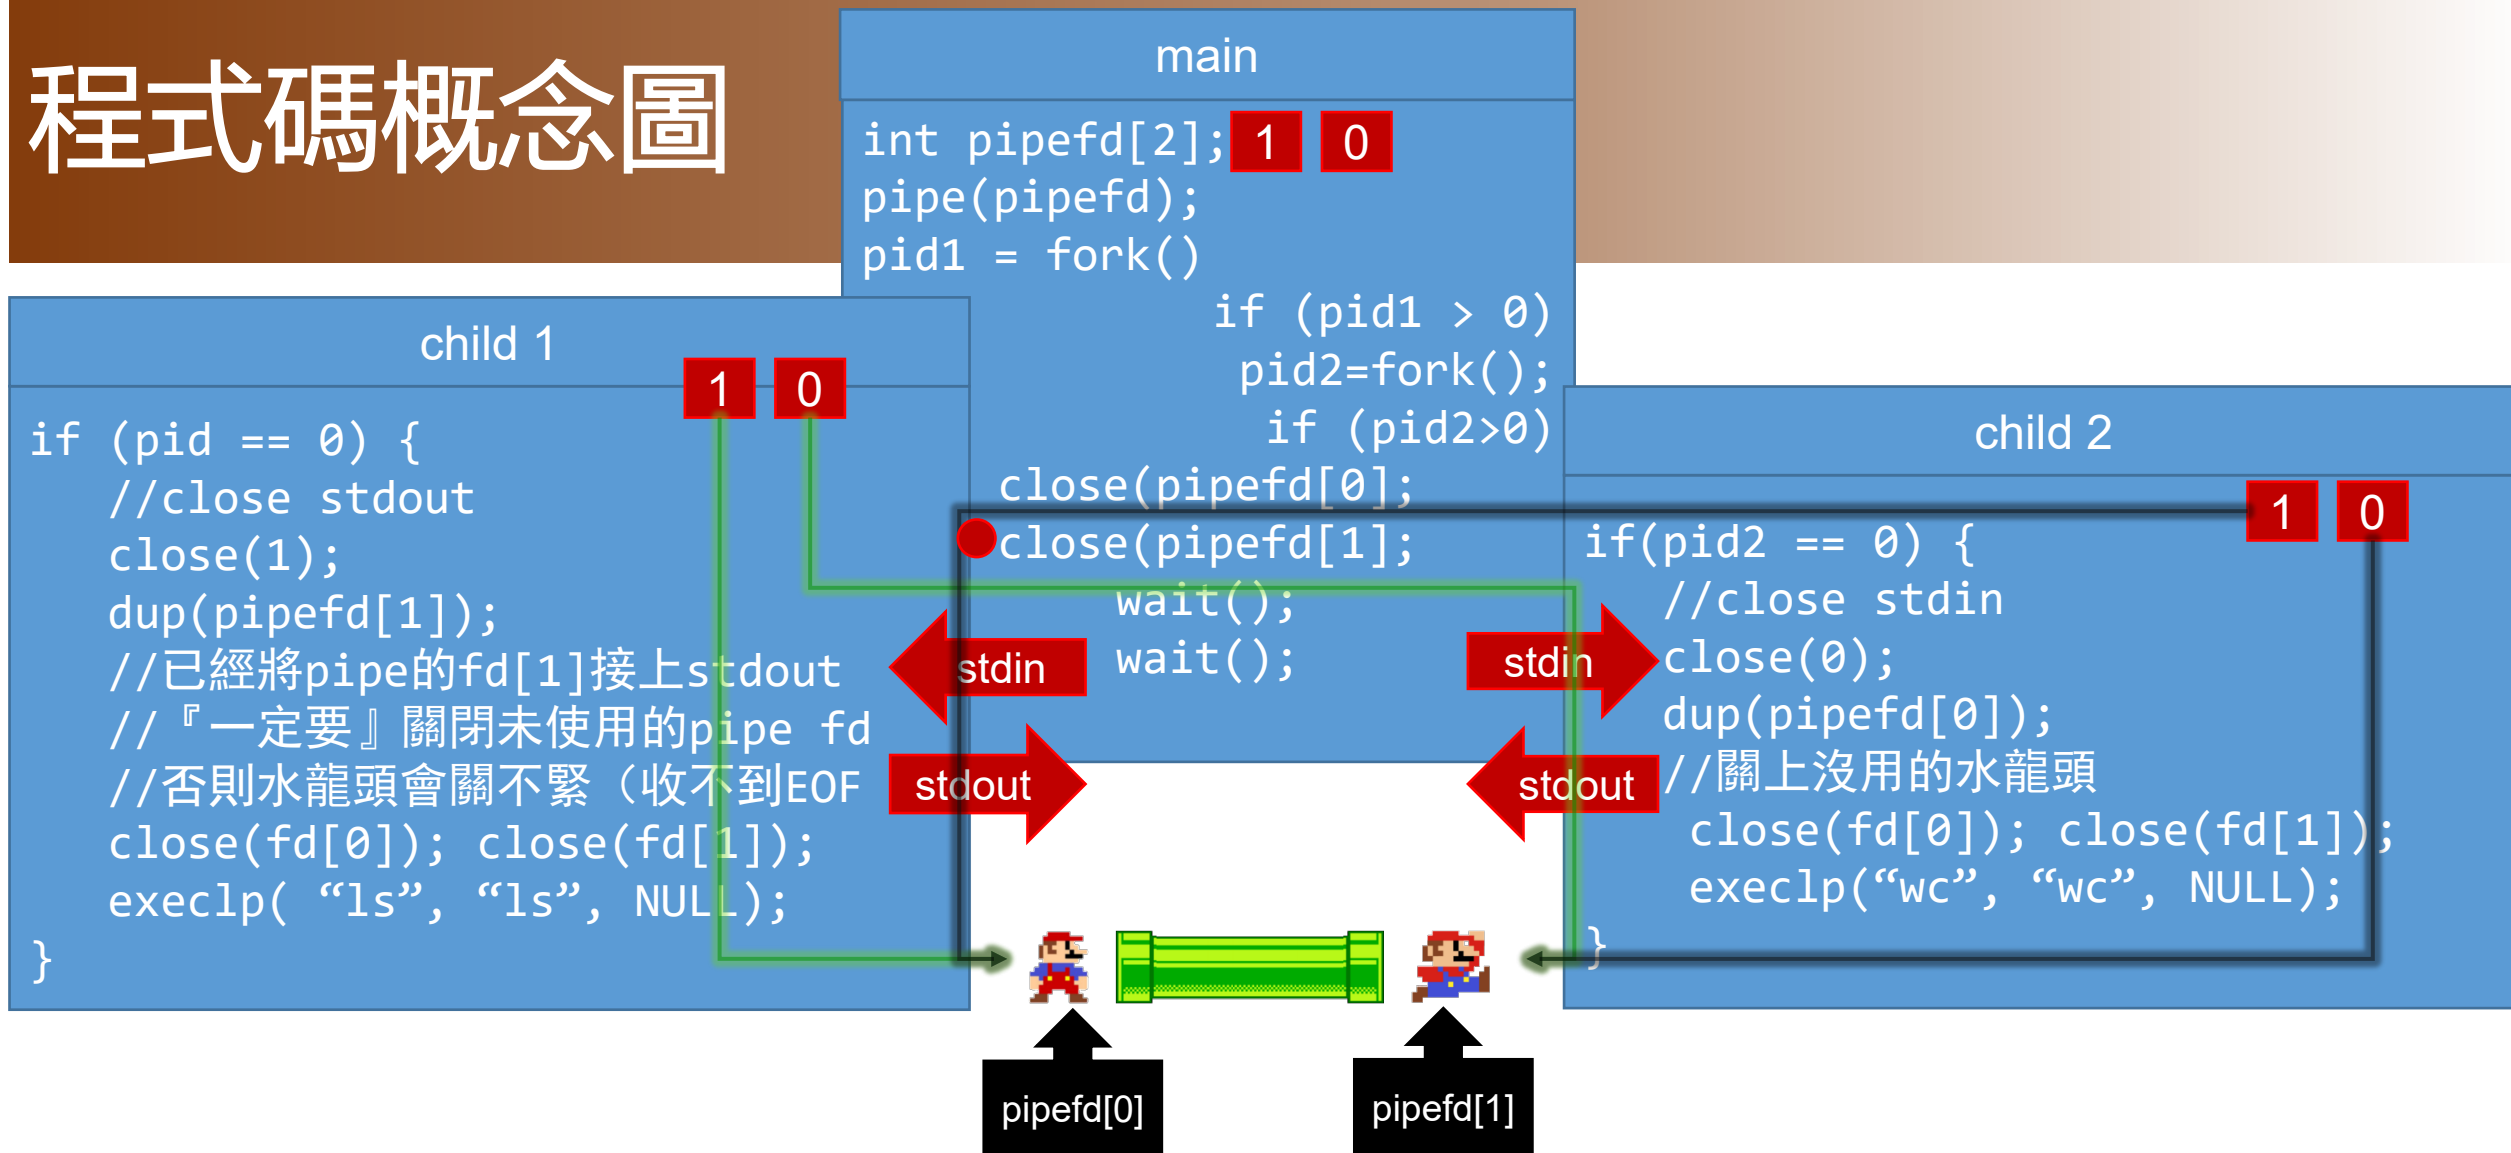 程式碼概念圖
main
int pipefd[2]; 1 0
pipe(pipefd);
pid1 = fork()
if (pid1 > 0)
pid2=fork();
if (pid2>0)
close(pipefd[0];
close(pipefd[1];
wait();
wait();
child 1
1 0
if (pid == 0) {
//close stdout
close(1);
dup(pipefd[1]);
//已經將pipe的fd[1]接上stdout
//『一定要』關閉未使用的pipe fd
//否則水龍頭會關不緊（收不到EOF
close(fd[0]); close(fd[1]);
execlp( “ls”, “ls”, NULL);
}
stdin
stdout
stdin
stdout
child 2
1 0
if(pid2 == 0) {
//close stdin
close(0);
dup(pipefd[0]);
//關上沒用的水龍頭
close(fd[0]); close(fd[1]);
execlp(“wc”, “wc”, NULL);
}
pipefd[0]
pipefd[1]